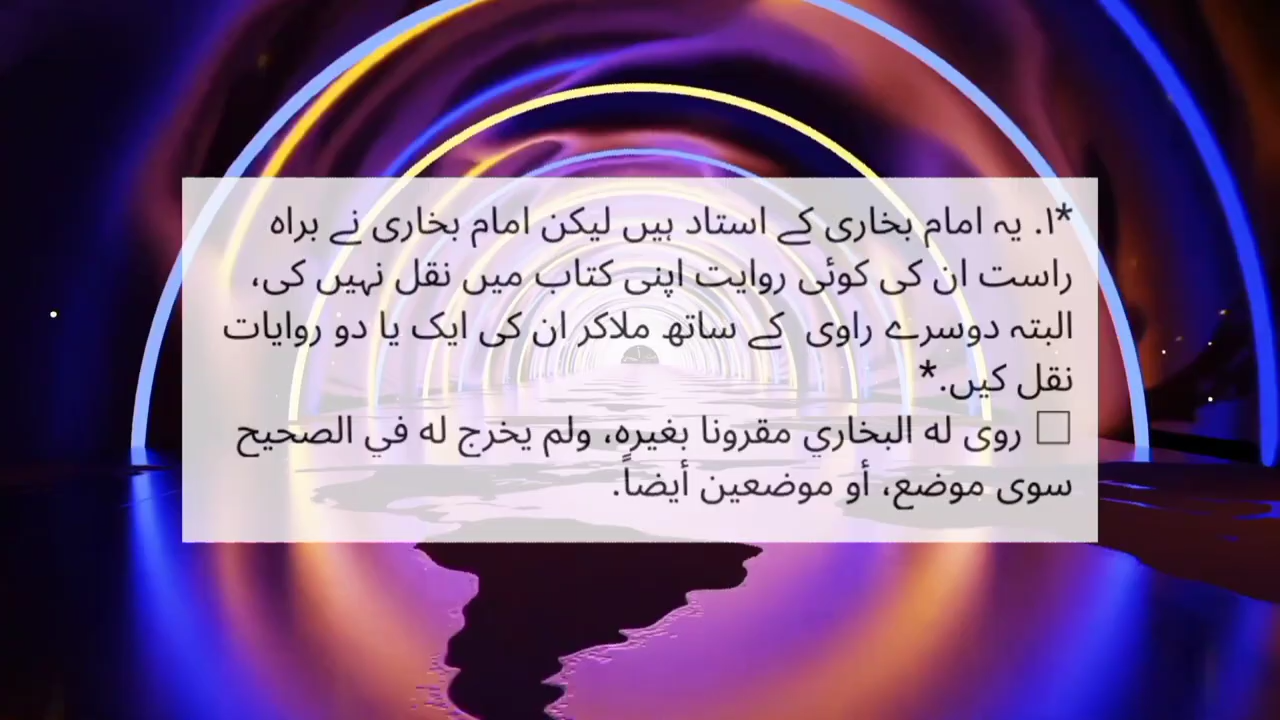 *۱. یہ امام بخاری کے استاد ہیں لیکن امام بخاری نے براہ
راست ان کی کوئی روایت اپنی کتاب میں نقل نہیں کی،
البتہ دوسرے راوی کے ساتھ ملاکر ان کی ایک یا دو روایات
نقل کیں.*
□ روى له البخاري مقرونا بغيره، ولم يخرج له في الصحيح
سوى موضع، أو موضعين أيضاً.